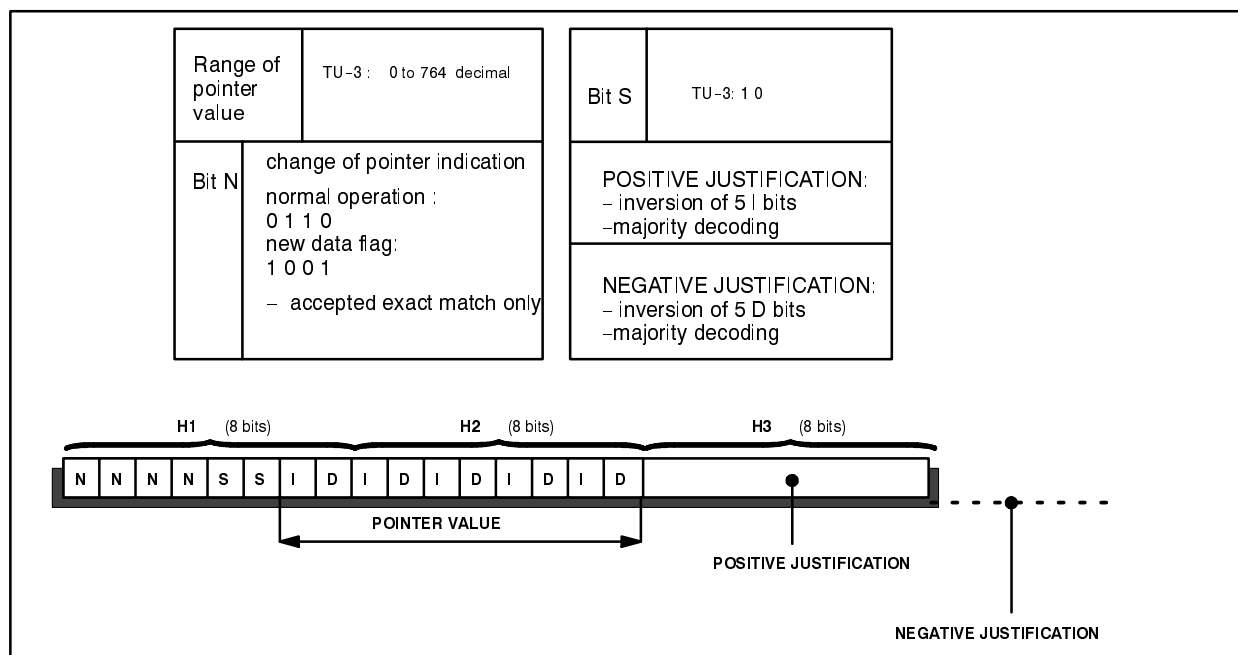 Range of
pointer
value
TU-3 : 0 to 764 decimal
Bit N
change of pointer indication
normal operation :
0 1 1 0
new data flag:
1 0 0 1
- accepted exact match only
Bit S
TU-3: 1 0
POSITIVE JUSTIFICATION:
- inversion of 5 I bits
-majority decoding
NEGATIVE JUSTIFICATION:
- inversion of 5 D bits
-majority decoding
H1 (8 bits) H2 (8 bits) H3 (8 bits)
N N N N S S I D I D I D I D I D
POINTER VALUE
POSITIVE JUSTIFICATION
NEGATIVE JUSTIFICATION